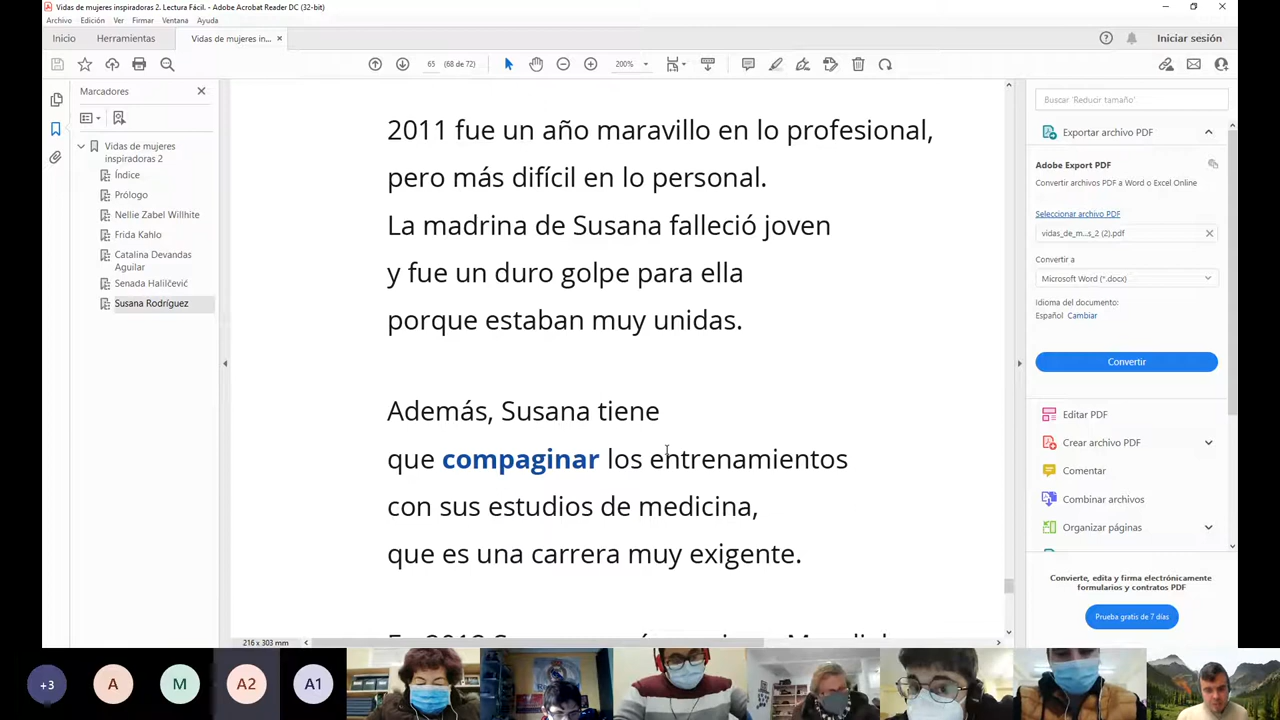 Vidas de mujeres inspiradoras 2. Lectura Fácil. - Adobe Acrobat Reader DC (32-bit)
Archivo Edición Ver Firmar Ventana Ayuda
Inicio Herramientas Vidas de mujeres in... × Iniciar sesión
65 (68 de 72) 200%
Marcadores
Vidas de mujeres
inspiradoras 2
Índice
Prólogo
Nellie Zabel Willhite
Frida Kahlo
Catalina Devandas
Aguilar
Senada Halilčević
Susana Rodríguez
2011 fue un año maravillo en lo profesional,
pero más difícil en lo personal.
La madrina de Susana falleció joven
y fue un duro golpe para ella
porque estaban muy unidas.
Además, Susana tiene
que compaginar los entrenamientos
con sus estudios de medicina,
que es una carrera muy exigente.
216 x 303 mm
Buscar 'Reducir tamaño'
Exportar archivo PDF
Adobe Export PDF
Convertir archivos PDF a Word o Excel Online
Seleccionar archivo PDF
vidas_de_m...s_2 (2).pdf
Convertir a
Microsoft Word (*.docx)
Idioma del documento:
Español Cambiar
Convertir
Editar PDF
Crear archivo PDF
Comentar
Combinar archivos
Organizar páginas
Convierte, edita y firma electrónicamente
formularios y contratos PDF
Prueba gratis de 7 días
+3 A M A2 A1